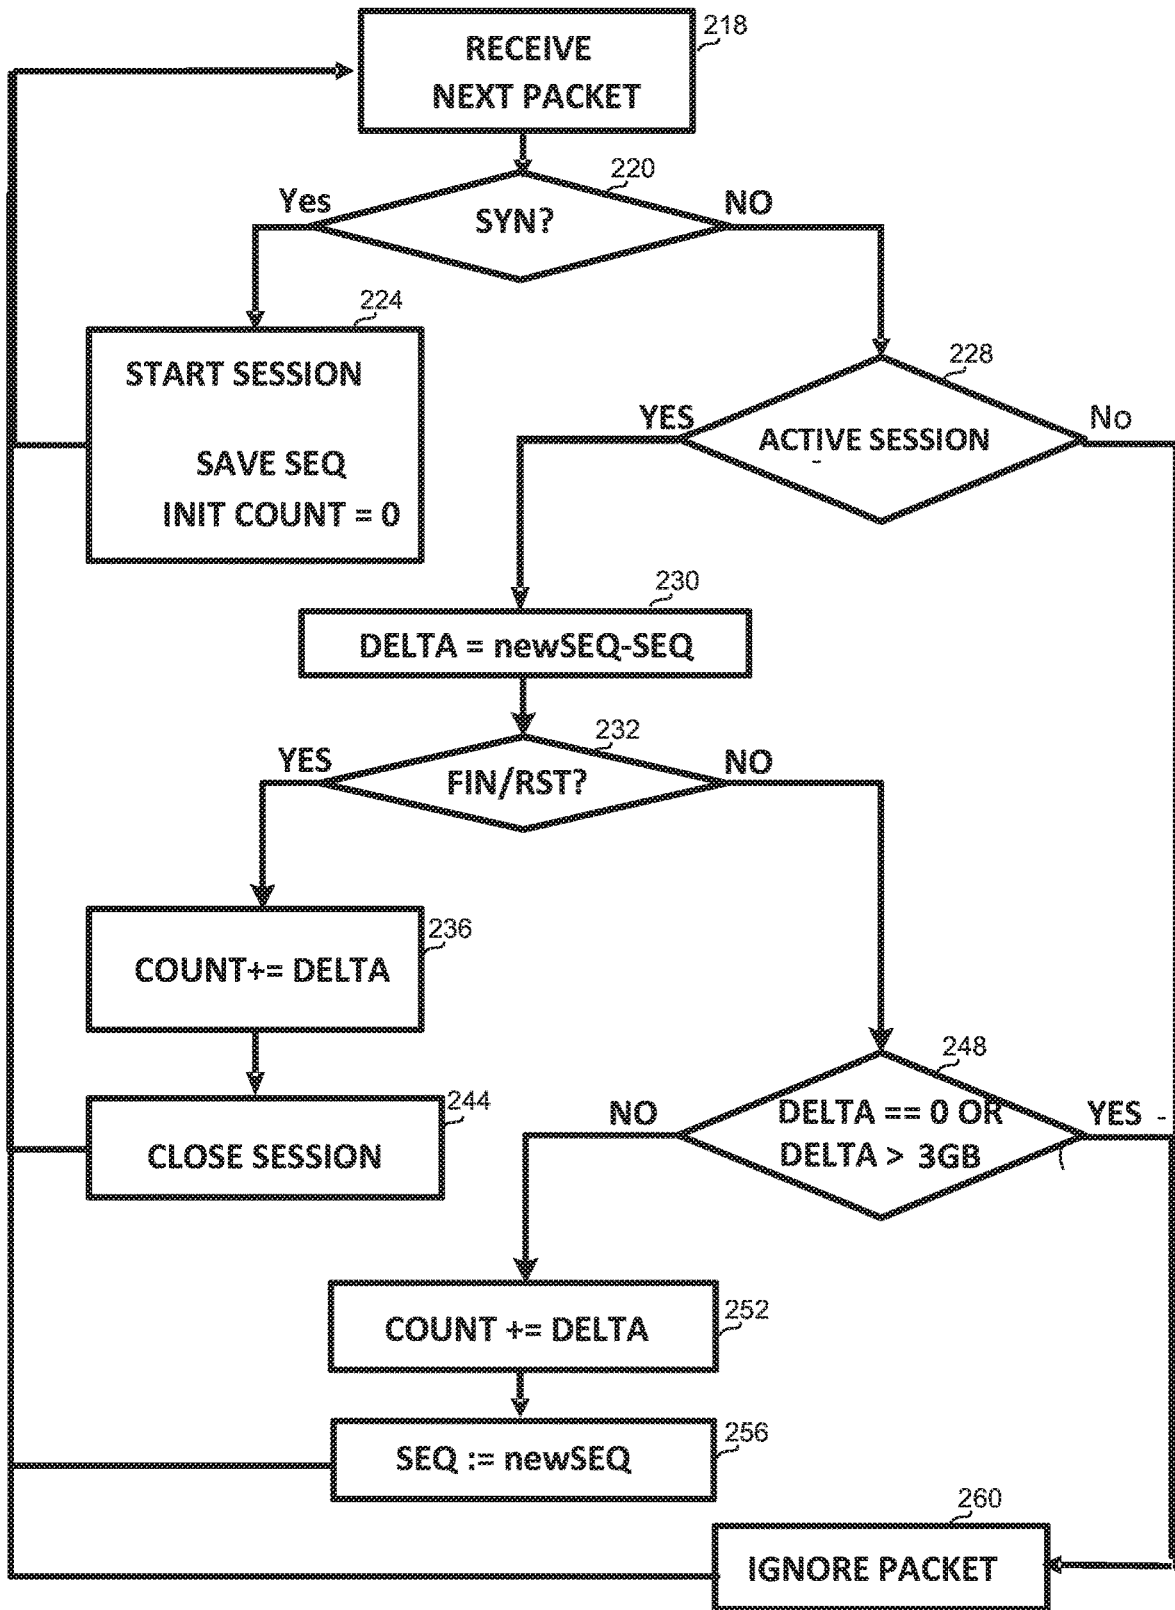 RECEIVE
NEXT PACKET
218
220
Yes
SYN?
NO
224
START SESSION
SAVE SEQ
INIT COUNT = 0
228
YES
ACTIVE SESSION
No
230
DELTA = newSEQ-SEQ
232
YES
FIN/RST?
NO
236
COUNT+= DELTA
244
CLOSE SESSION
248
NO
DELTA == 0 OR
DELTA > 3GB
YES
252
COUNT += DELTA
256
SEQ := newSEQ
260
IGNORE PACKET